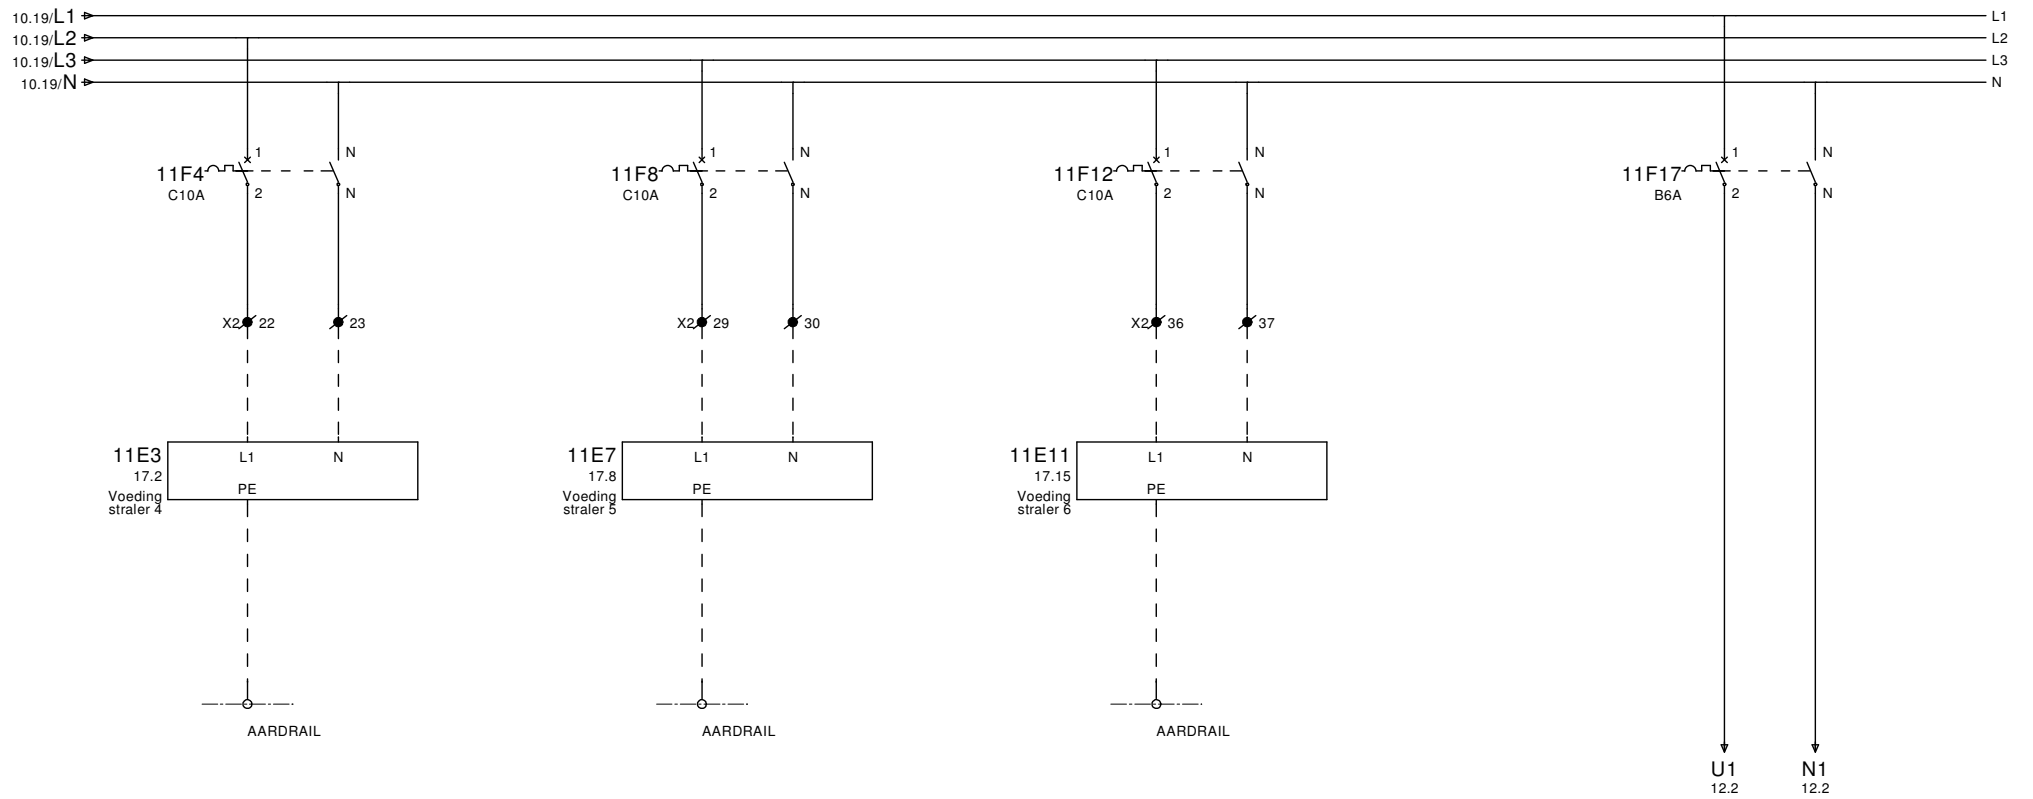 10.19/L1
L1
10.19/L2
L2
10.19/L3
L3
10.19/N
N
1 N 1 N 1 N 1 N
11F4 11F8 11F12 11F17
C10A 2 N C10A 2 N C10A 2 N B6A 2 N
X2 22 23 X2 29 30 X2 36 37
11E3 L1 N 11E7 L1 N 11E11 L1 N
17.2 17.8 17.15
PE PE PE
Voeding Voeding Voeding
straler 4 straler 5 straler 6
AARDRAIL AARDRAIL AARDRAIL
U1 N1
12.2 12.2